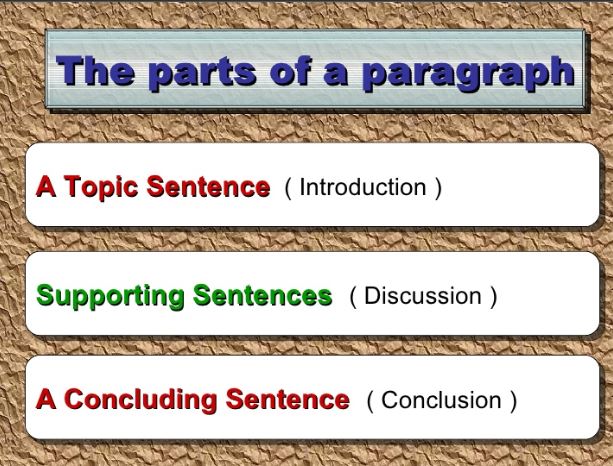 The parts of a paragraph
A Topic Sentence ( Introduction )
Supporting Sentences ( Discussion )
A Concluding Sentence ( Conclusion )